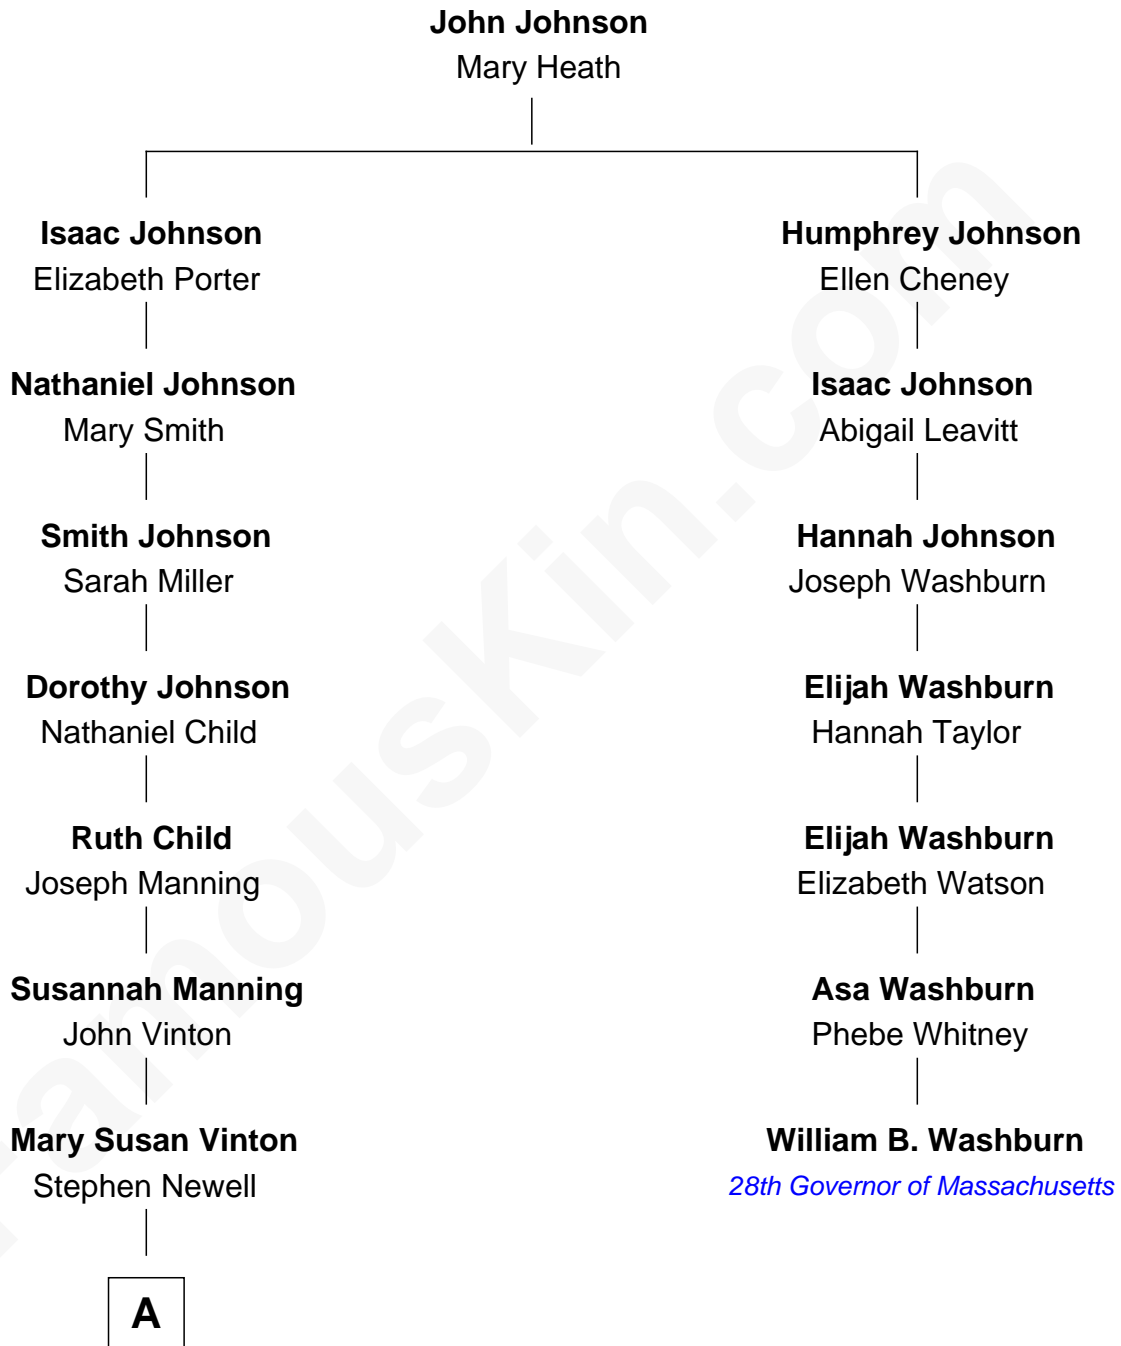 John Johnson
Mary Heath
Isaac Johnson
Elizabeth Porter
Humphrey Johnson
Ellen Cheney
Nathaniel Johnson
Mary Smith
Isaac Johnson
Abigail Leavitt
Smith Johnson
Sarah Miller
Hannah Johnson
Joseph Washburn
Dorothy Johnson
Nathaniel Child
Elijah Washburn
Hannah Taylor
Ruth Child
Joseph Manning
Elijah Washburn
Elizabeth Watson
Susannah Manning
John Vinton
Asa Washburn
Phebe Whitney
Mary Susan Vinton
Stephen Newell
William B. Washburn
28th Governor of Massachusetts
A
FamousKin.com